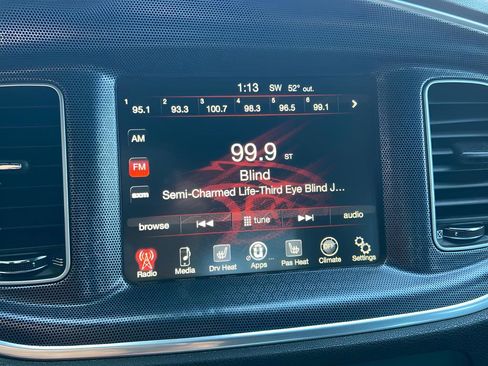 1:13 SW 52° out.
1 95.1 2 93.3 3 100.7 4 98.3 5 96.5 6 99.1
AM
99.9 ST
FM
Blind
Semi-Charmed Life-Third Eye Blind J...
sxm
browse tune audio
Radio Media Drv Heat Apps Pas Heat Climate Settings